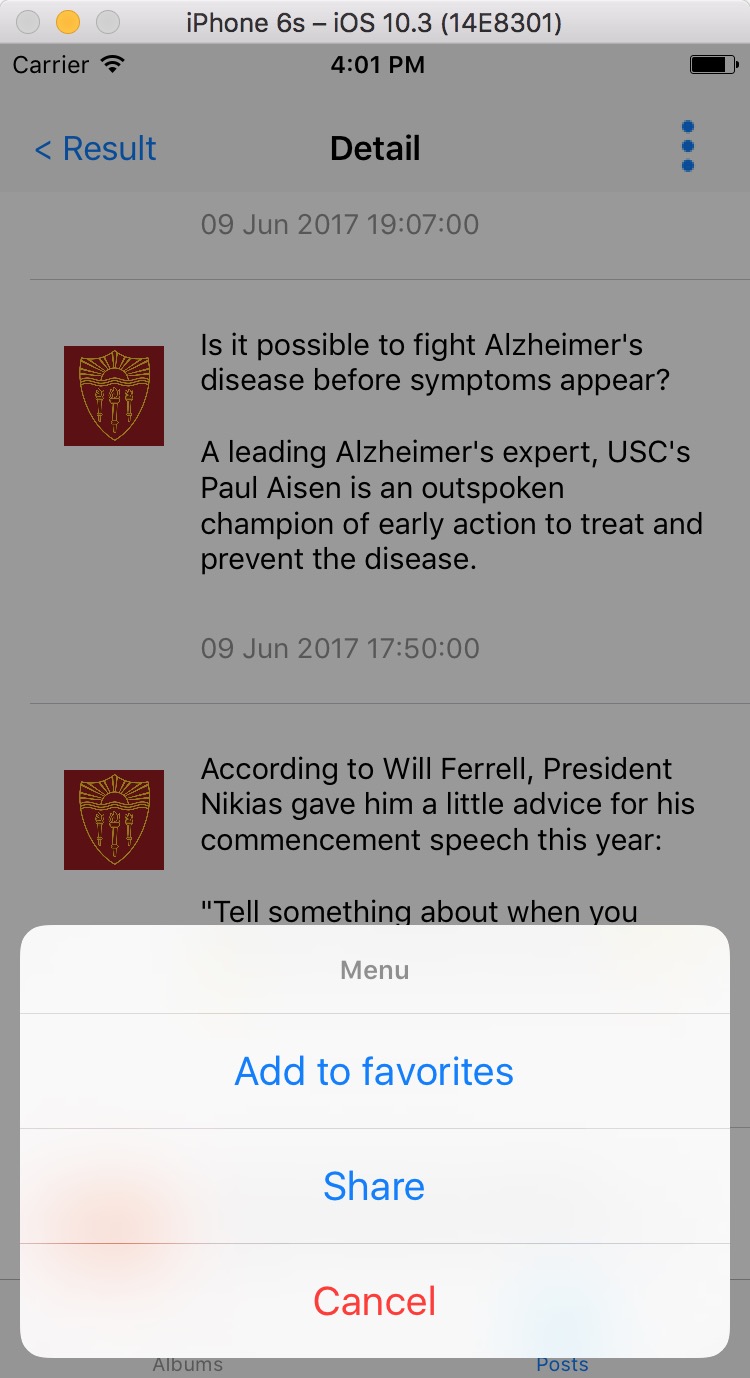 iPhone 6s – iOS 10.3 (14E8301)
Carrier 4:01 PM
< Result Detail
09 Jun 2017 19:07:00
Is it possible to fight Alzheimer's
disease before symptoms appear?
A leading Alzheimer's expert, USC's
Paul Aisen is an outspoken
champion of early action to treat and
prevent the disease.
09 Jun 2017 17:50:00
According to Will Ferrell, President
Nikias gave him a little advice for his
commencement speech this year:
"Tell something about when you
Menu
Add to favorites
Share
Cancel
Albums Posts